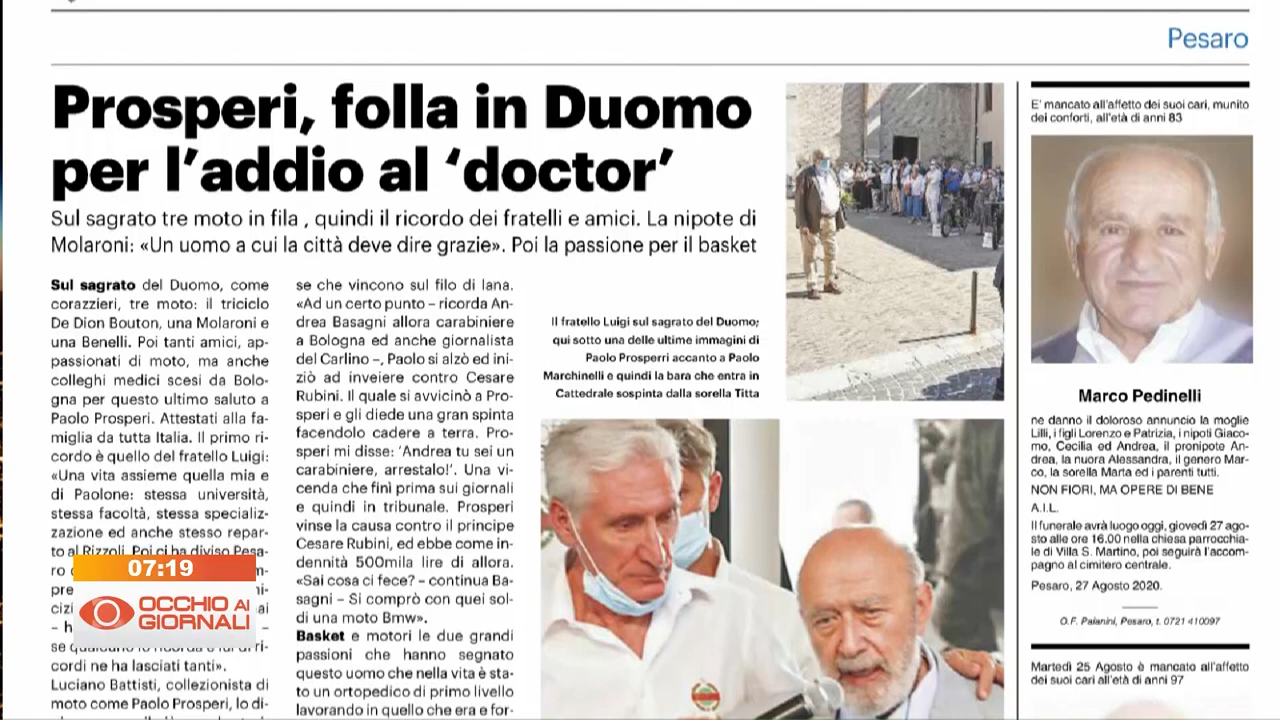 Pesaro
Prosperi, folla in Duomo
per l'addio al 'doctor'
Sul sagrato tre moto in fila , quindi il ricordo dei fratelli e amici. La nipote di
Molaroni: «Un uomo a cui la città deve dire grazie». Poi la passione per il basket
Sul sagrato del Duomo, come
corazzieri, tre moto: il triciclo
De Dion Bouton, una Molaroni e
una Benelli. Poi tanti amici, ap-
passionati di moto, ma anche
colleghi medici scesi da Bolo-
gna per questo ultimo saluto a
Paolo Prosperi. Attestati alla fa-
miglia da tutta Italia. Il primo ri-
cordo è quello del fratello Luigi:
«Una vita assieme quella mia e
di Paolone: stessa università,
stessa facoltà, stessa specializ-
zazione ed anche stesso repar-
to al Rizzoli. Poi ci ha diviso Pesa-
ro
pre
cizi
– h
se
cordi ne ha lasciati tanti».
Luciano Battisti, collezionista di
moto come Paolo Prosperi, lo di-
se che vincono sul filo di lana.
«Ad un certo punto – ricorda An-
drea Basagni allora carabiniere
a Bologna ed anche giornalista
del Carlino –, Paolo si alzò ed ini-
ziò ad inveiere contro Cesare
Rubini. Il quale si avvicinò a Pro-
speri e gli diede una gran spinta
facendolo cadere a terra. Pro-
speri mi disse: 'Andrea tu sei un
carabiniere, arrestalo!'. Una vi-
cenda che finì prima sui giornali
e quindi in tribunale. Prosperi
vinse la causa contro il principe
Cesare Rubini, ed ebbe come in-
dennità 500mila lire di allora.
«Sai cosa ci fece? – continua Ba-
sagni – Si comprò con quei sol-
di una moto Bmw».
Basket e motori le due grandi
passioni che hanno segnato
questo uomo che nella vita è sta-
to un ortopedico di primo livello
lavorando in quello che era e for-
Il fratello Luigi sul sagrato del Duomo;
qui sotto una delle ultime immagini di
Paolo Prosperri accanto a Paolo
Marchinelli e quindi la bara che entra in
Cattedrale sospinta dalla sorella Titta
E' mancato all'affetto dei suoi cari, munito
dei conforti, all'età di anni 83
Marco Pedinelli
ne danno il doloroso annuncio la moglie
Lilli, i figli Lorenzo e Patrizia, i nipoti Giaco-
mo, Cecilia ed Andrea, il pronipote An-
drea, la nuora Alessandra, il genero Mar-
co, la sorella Marta ed i parenti tutti.
NON FIORI, MA OPERE DI BENE
A.I.L.
Il funerale avrà luogo oggi, giovedì 27 ago-
sto alle ore 16.00 nella chiesa parrocchia-
le di Villa S. Martino, poi seguirà l'accom-
pagno al cimitero centrale.
Pesaro, 27 Agosto 2020.
O.F. Paianini, Pesaro, t. 0721 410097
Martedì 25 Agosto è mancato all'affetto
dei suoi cari all'età di anni 97
07:19
OCCHIO AI
GIORNALI